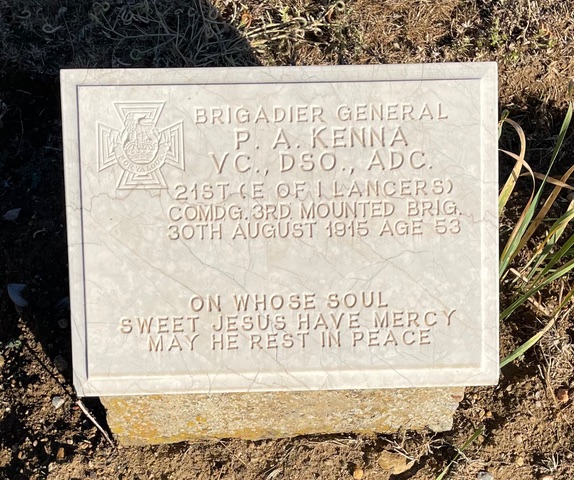 BRIGADIER GENERAL
P. A. KENNA
VC., DSO., ADC.
21ST (E OF I LANCERS)
COMDG. 3RD MOUNTED BRIG.
30TH AUGUST 1915 AGE 53
ON WHOSE SOUL
SWEET JESUS HAVE MERCY
MAY HE REST IN PEACE